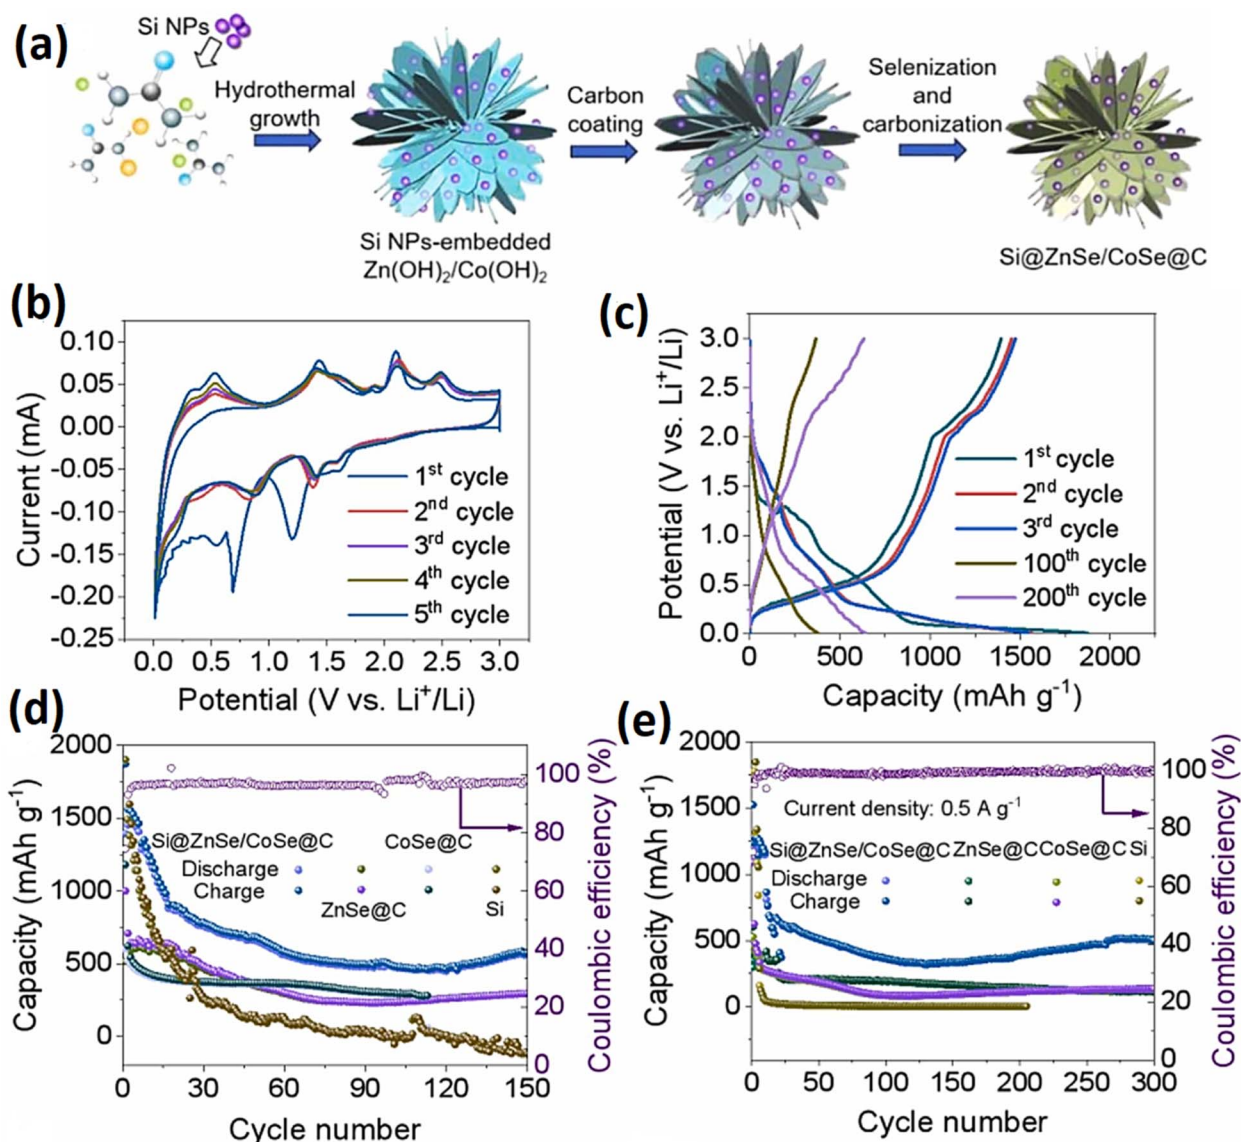 (a)
Si NPs
Hydrothermal
growth
Si NPs-embedded
Zn(OH)₂/Co(OH)₂
Carbon
coating
Selenization
and
carbonization
Si@ZnSe/CoSe@C
(b)
Current (mA)
0.10
0.05
0.00
-0.05
-0.10
-0.15
-0.20
-0.25
1st cycle
2nd cycle
3rd cycle
4th cycle
5th cycle
0.0 0.5 1.0 1.5 2.0 2.5 3.0
Potential (V vs. Li⁺/Li)
(c)
Potential (V vs. Li⁺/Li)
3.0
2.5
2.0
1.5
1.0
0.5
0.0
1st cycle
2nd cycle
3rd cycle
100th cycle
200th cycle
0 500 1000 1500 2000
Capacity (mAh g⁻¹)
(d)
Capacity (mAh g⁻¹)
2000
1500
1000
500
0
Si@ZnSe/CoSe@C CoSe@C
Discharge
Charge
ZnSe@C Si
100
80
60
40
20
0
Coulombic efficiency (%)
0 30 60 90 120 150
Cycle number
(e)
Capacity (mAh g⁻¹)
2000
1500
1000
500
0
Current density: 0.5 A g⁻¹
Si@ZnSe/CoSe@C ZnSe@C CoSe@C Si
Discharge
Charge
100
80
60
40
20
0
Coulombic efficiency (%)
0 50 100 150 200 250 300
Cycle number